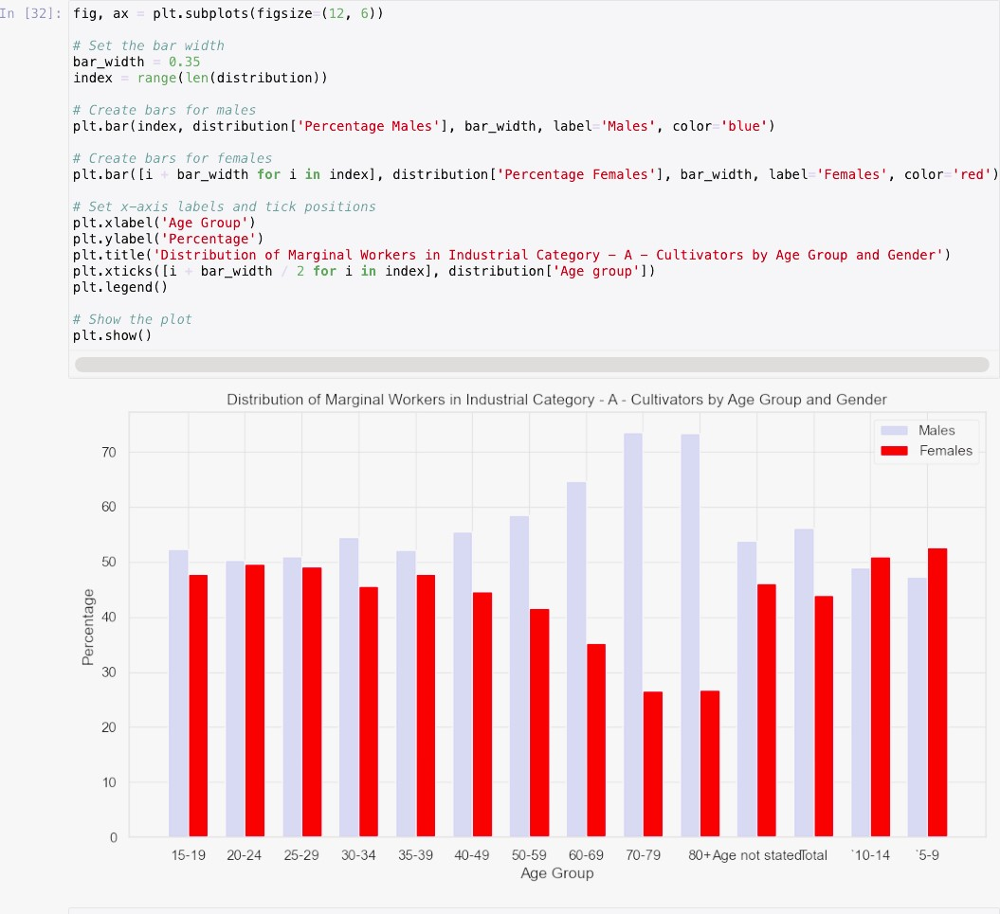 In [32]: fig, ax = plt.subplots(figsize=(12, 6))
# Set the bar width
bar_width = 0.35
index = range(len(distribution))
# Create bars for males
plt.bar(index, distribution['Percentage Males'], bar_width, label='Males', color='blue')
# Create bars for females
plt.bar([i + bar_width for i in index], distribution['Percentage Females'], bar_width, label='Females', color='red')
# Set x-axis labels and tick positions
plt.xlabel('Age Group')
plt.ylabel('Percentage')
plt.title('Distribution of Marginal Workers in Industrial Category - A - Cultivators by Age Group and Gender')
plt.xticks([i + bar_width / 2 for i in index], distribution['Age group'])
plt.legend()
# Show the plot
plt.show()
Distribution of Marginal Workers in Industrial Category - A - Cultivators by Age Group and Gender
Males
Females
70
60
50
40
30
20
10
0
Percentage
15-19 20-24 25-29 30-34 35-39 40-49 50-59 60-69 70-79 80+ Age not stated Total `10-14 `5-9
Age Group